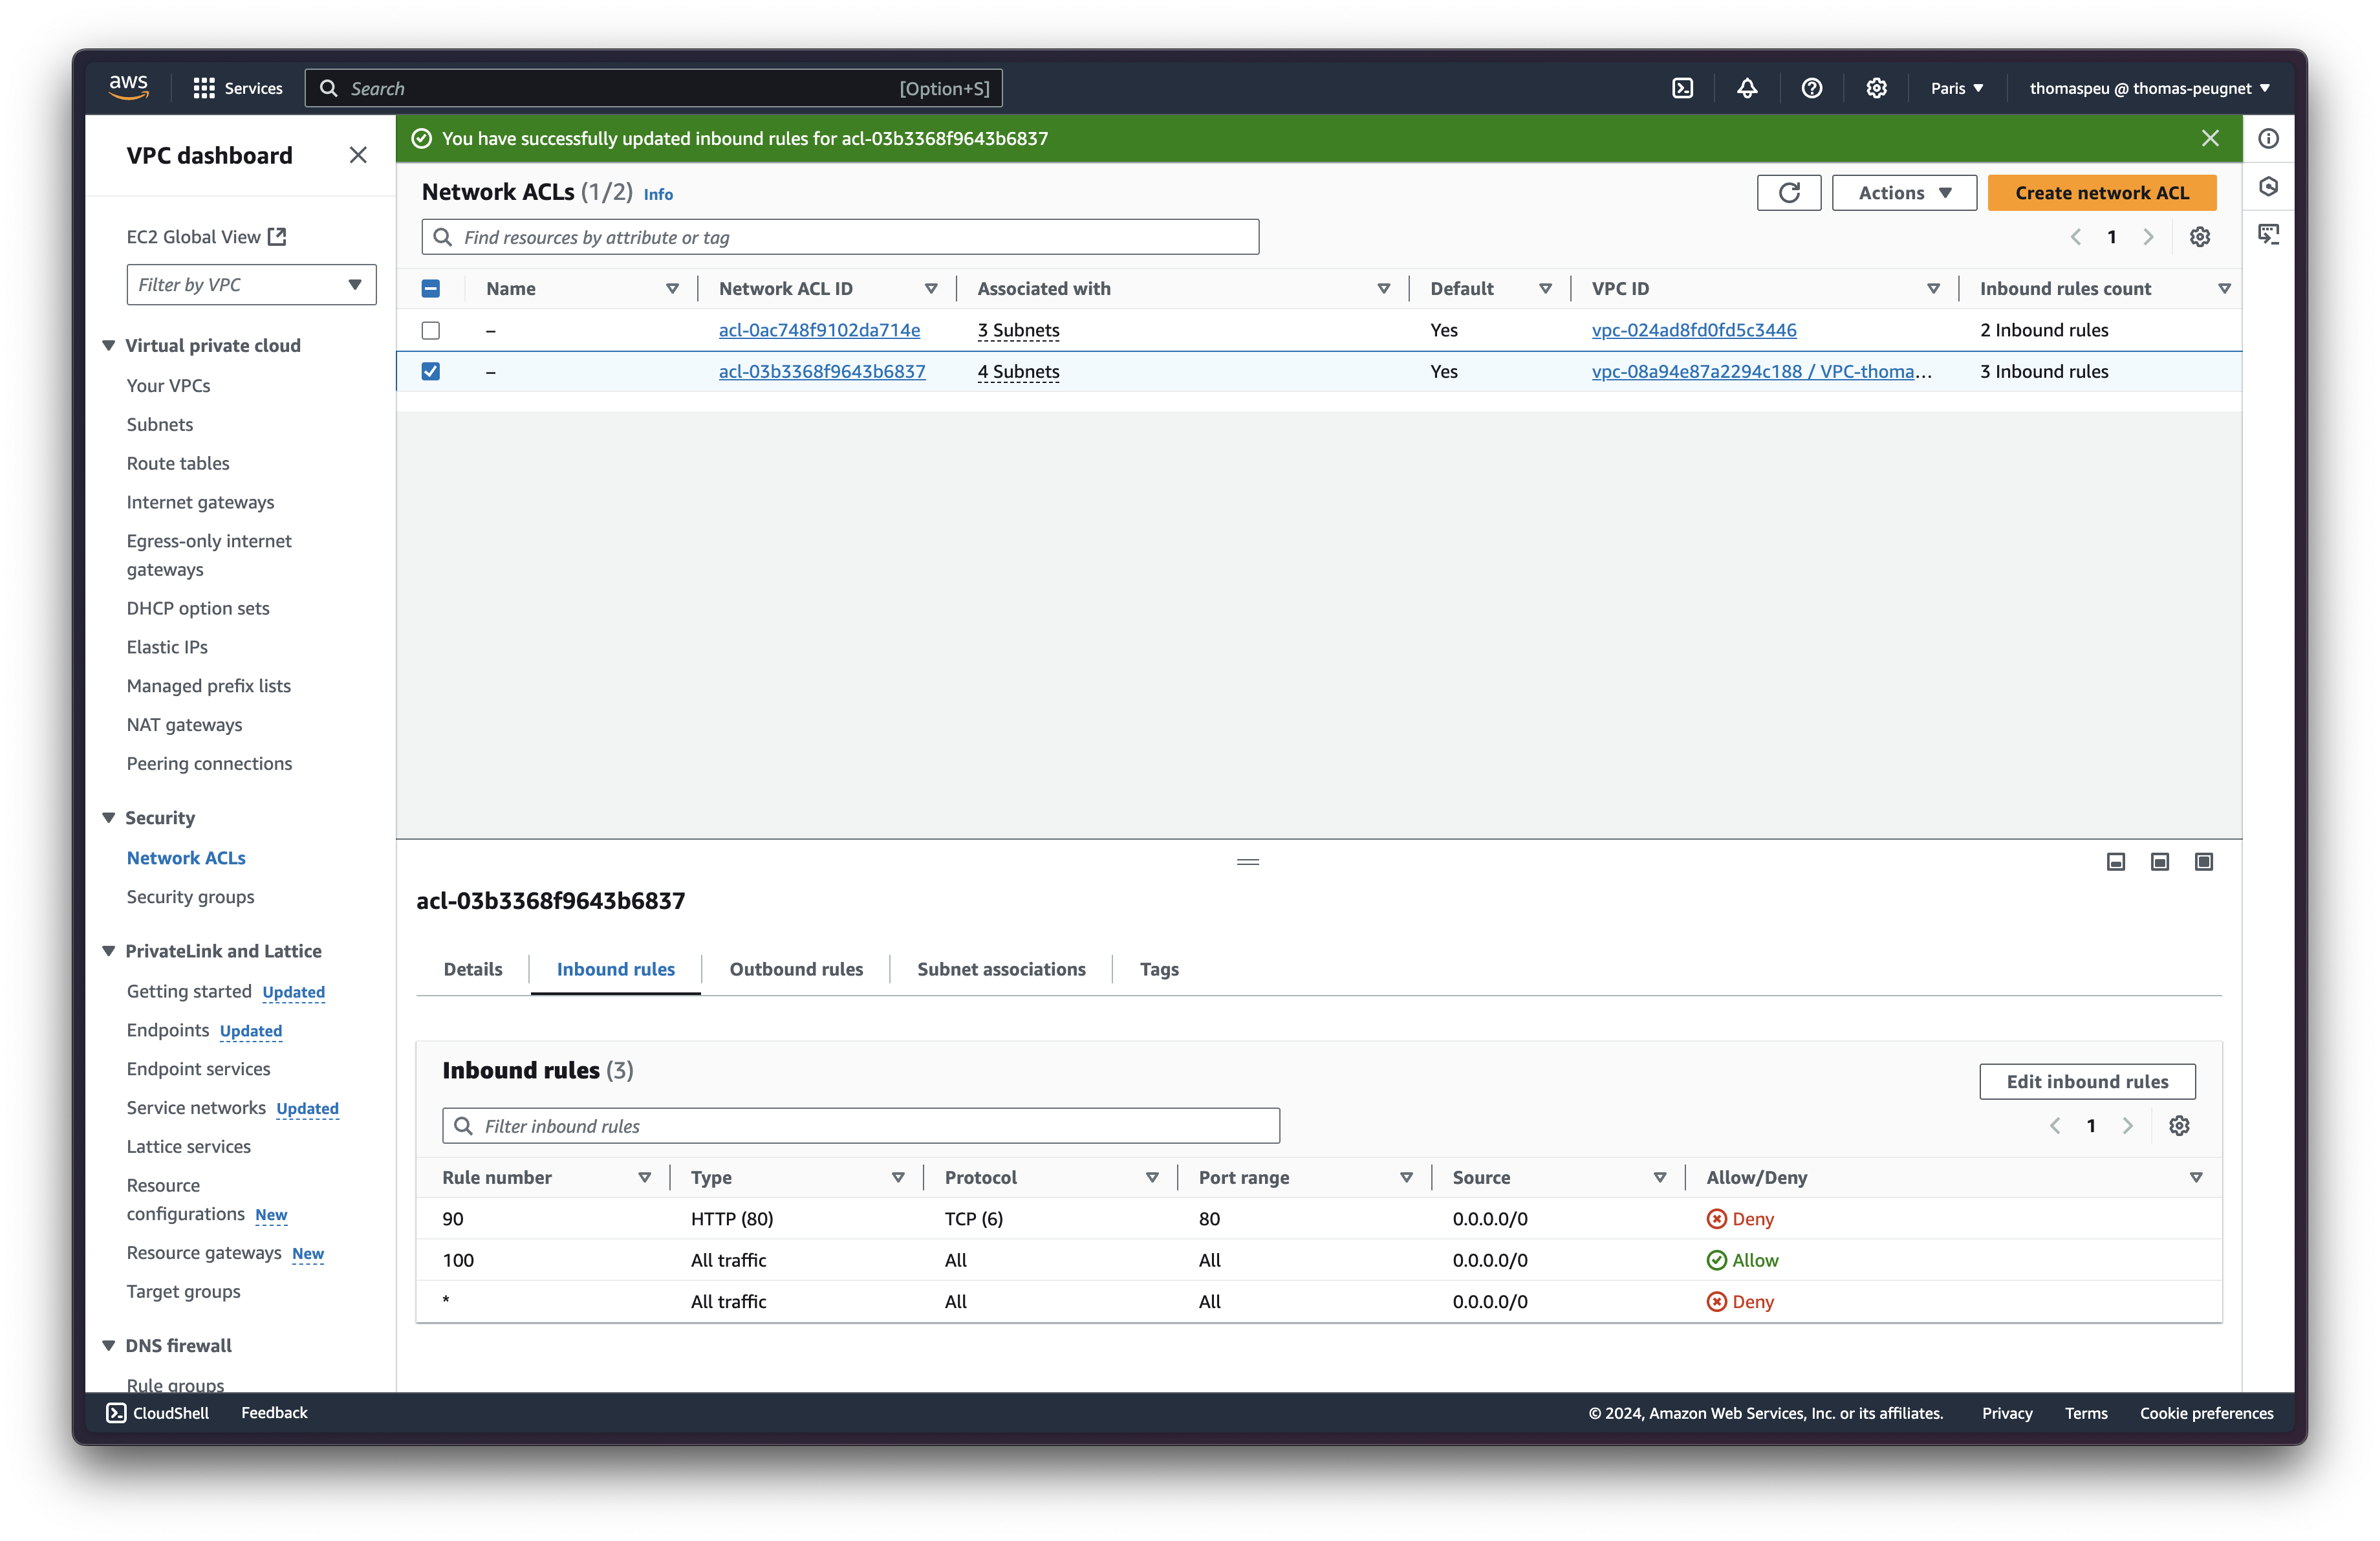 aws
Services
Search [Option+S]
Paris
thomaspeu @ thomas-peugnet
VPC dashboard
EC2 Global View
Filter by VPC
Virtual private cloud
Your VPCs
Subnets
Route tables
Internet gateways
Egress-only internet
gateways
DHCP option sets
Elastic IPs
Managed prefix lists
NAT gateways
Peering connections
Security
Network ACLs
Security groups
PrivateLink and Lattice
Getting started Updated
Endpoints Updated
Endpoint services
Service networks Updated
Lattice services
Resource
configurations New
Resource gateways New
Target groups
DNS firewall
Rule groups
You have successfully updated inbound rules for acl-03b3368f9643b6837
Network ACLs (1/2) Info
Actions
Create network ACL
Find resources by attribute or tag
1
Name Network ACL ID Associated with Default VPC ID Inbound rules count
– acl-0ac748f9102da714e 3 Subnets Yes vpc-024ad8fd0fd5c3446 2 Inbound rules
– acl-03b3368f9643b6837 4 Subnets Yes vpc-08a94e87a2294c188 / VPC-thoma... 3 Inbound rules
acl-03b3368f9643b6837
Details Inbound rules Outbound rules Subnet associations Tags
Inbound rules (3)
Edit inbound rules
Filter inbound rules
1
Rule number Type Protocol Port range Source Allow/Deny
90 HTTP (80) TCP (6) 80 0.0.0.0/0 Deny
100 All traffic All All 0.0.0.0/0 Allow
* All traffic All All 0.0.0.0/0 Deny
CloudShell Feedback © 2024, Amazon Web Services, Inc. or its affiliates. Privacy Terms Cookie preferences